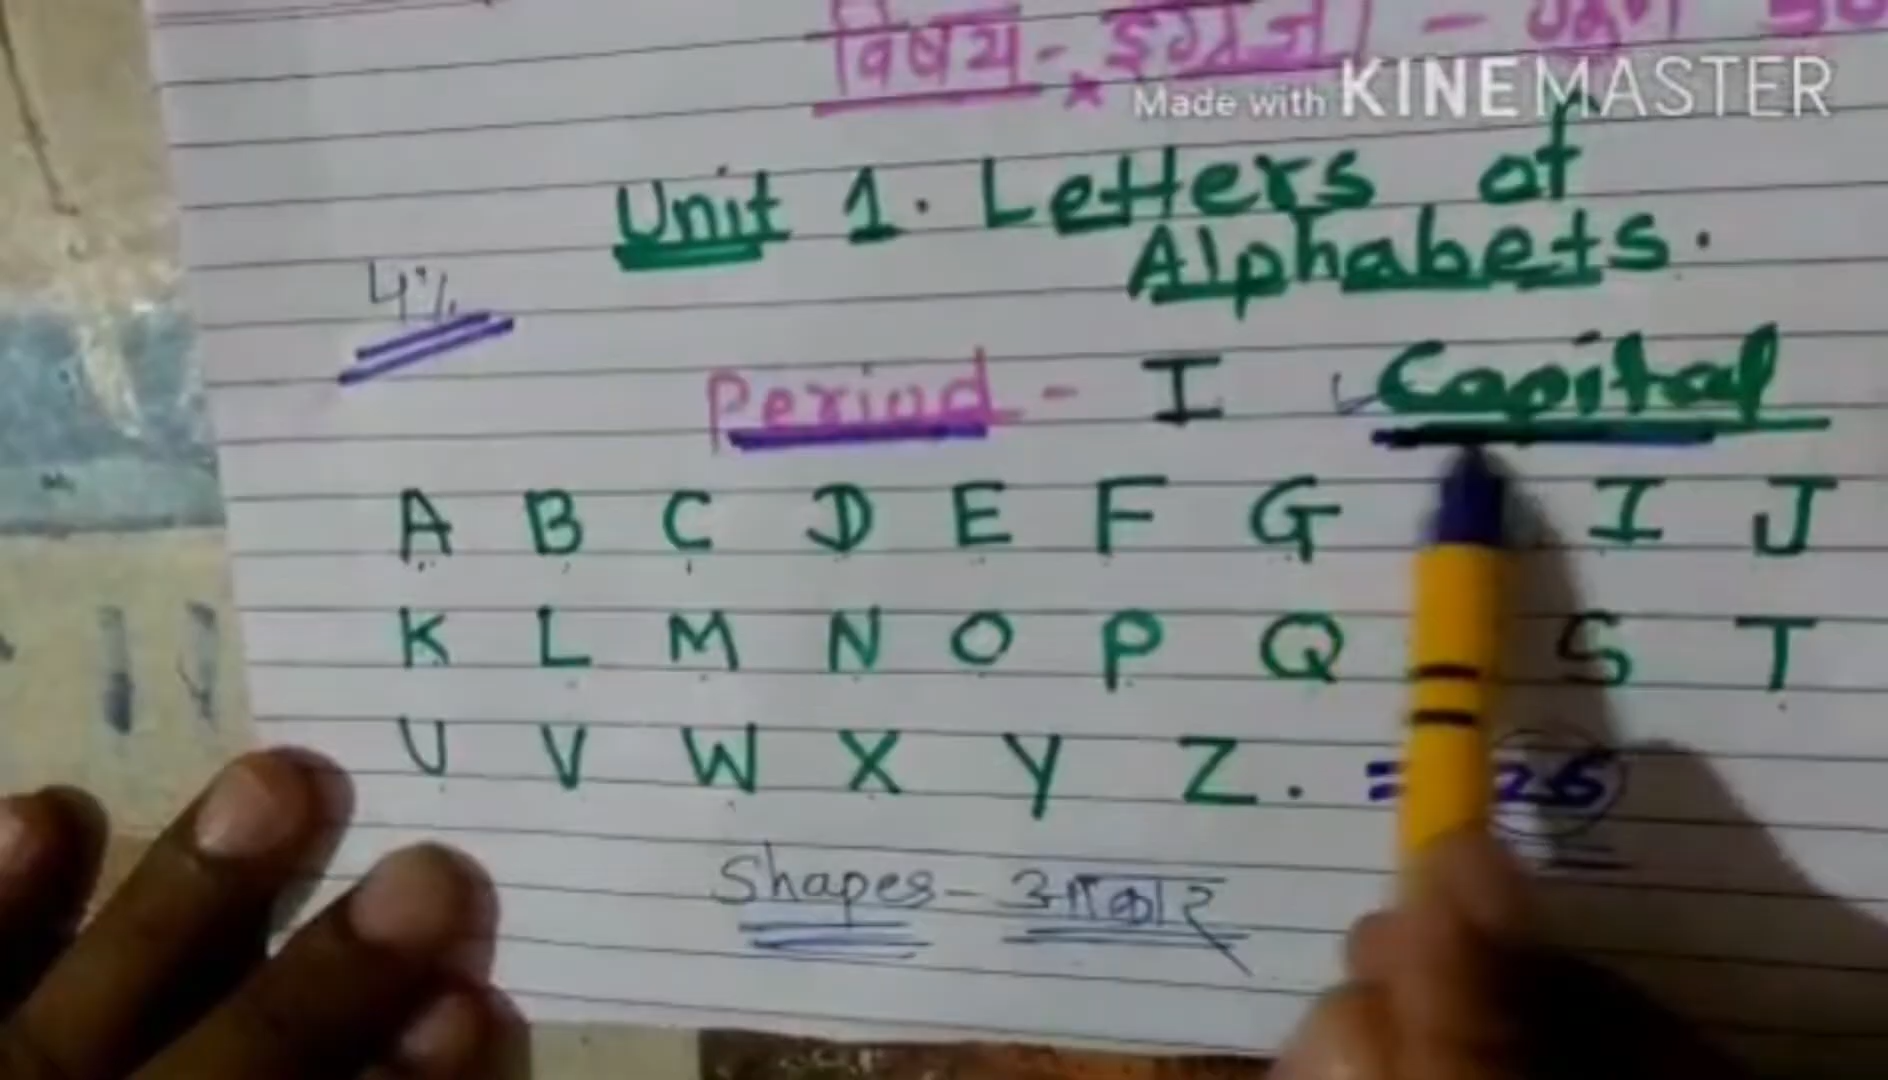 विषय - इंग्रजी -
Made with KINEMASTER
Unit 1. Letters of
Alphabets.
4%
Period - I Capital
A B C D E F G I J
K L M N O P Q S T
U V W X Y Z. = 26
Shapes - आकार